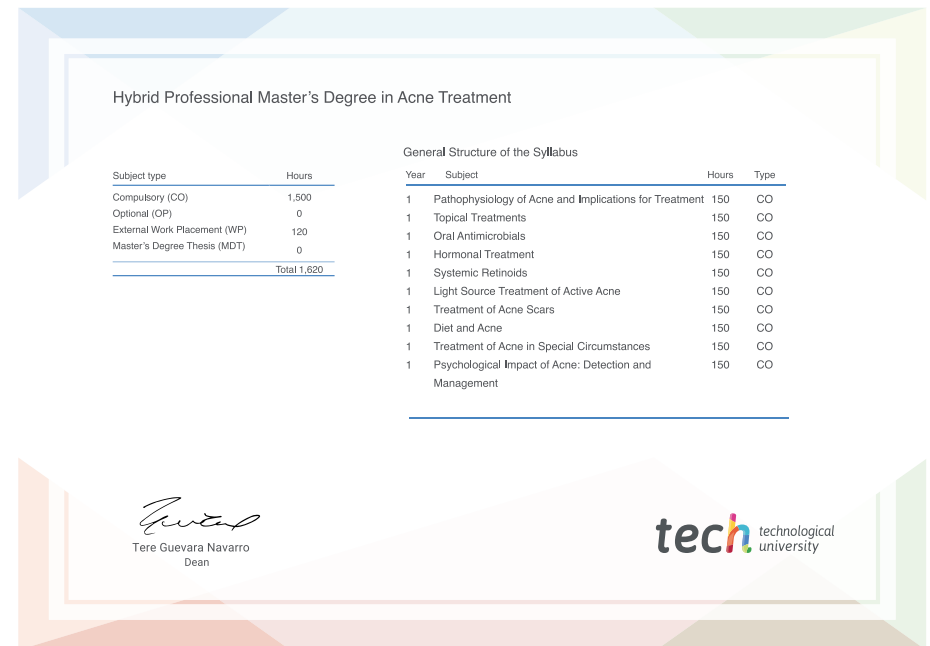 Hybrid Professional Master's Degree in Acne Treatment
Subject type Hours
Compulsory (CO) 1,500
Optional (OP) 0
External Work Placement (WP) 120
Master's Degree Thesis (MDT) 0
Total 1,620
General Structure of the Syllabus
Year Subject Hours Type
1 Pathophysiology of Acne and Implications for Treatment 150 CO
1 Topical Treatments 150 CO
1 Oral Antimicrobials 150 CO
1 Hormonal Treatment 150 CO
1 Systemic Retinoids 150 CO
1 Light Source Treatment of Active Acne 150 CO
1 Treatment of Acne Scars 150 CO
1 Diet and Acne 150 CO
1 Treatment of Acne in Special Circumstances 150 CO
1 Psychological Impact of Acne: Detection and 150 CO
Management
Tere Guevara Navarro
Dean
tech technological
university